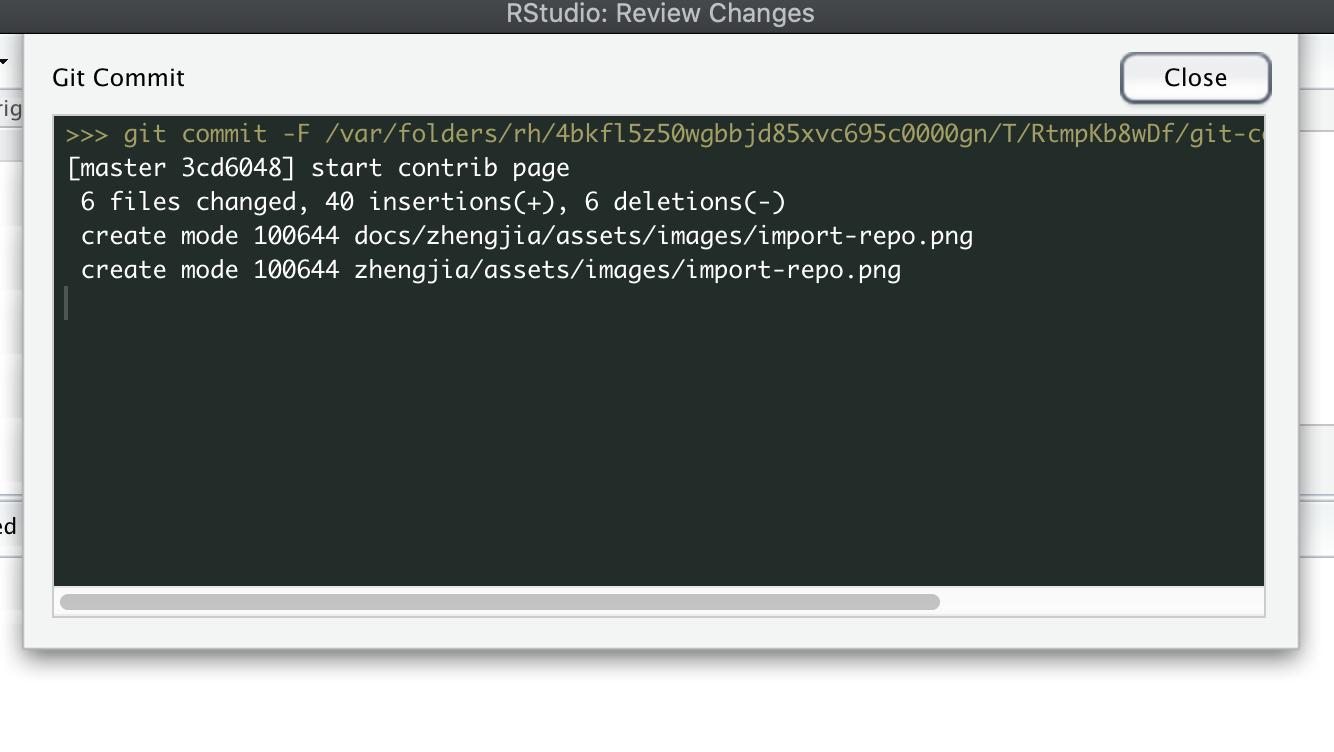 RStudio: Review Changes
Git Commit
Close
>>> git commit -F /var/folders/rh/4bkfl5z50wgbbjd85xvc695c0000gn/T/RtmpKb8wDf/git-c
[master 3cd6048] start contrib page
6 files changed, 40 insertions(+), 6 deletions(-)
create mode 100644 docs/zhengjia/assets/images/import-repo.png
create mode 100644 zhengjia/assets/images/import-repo.png
rig
ed